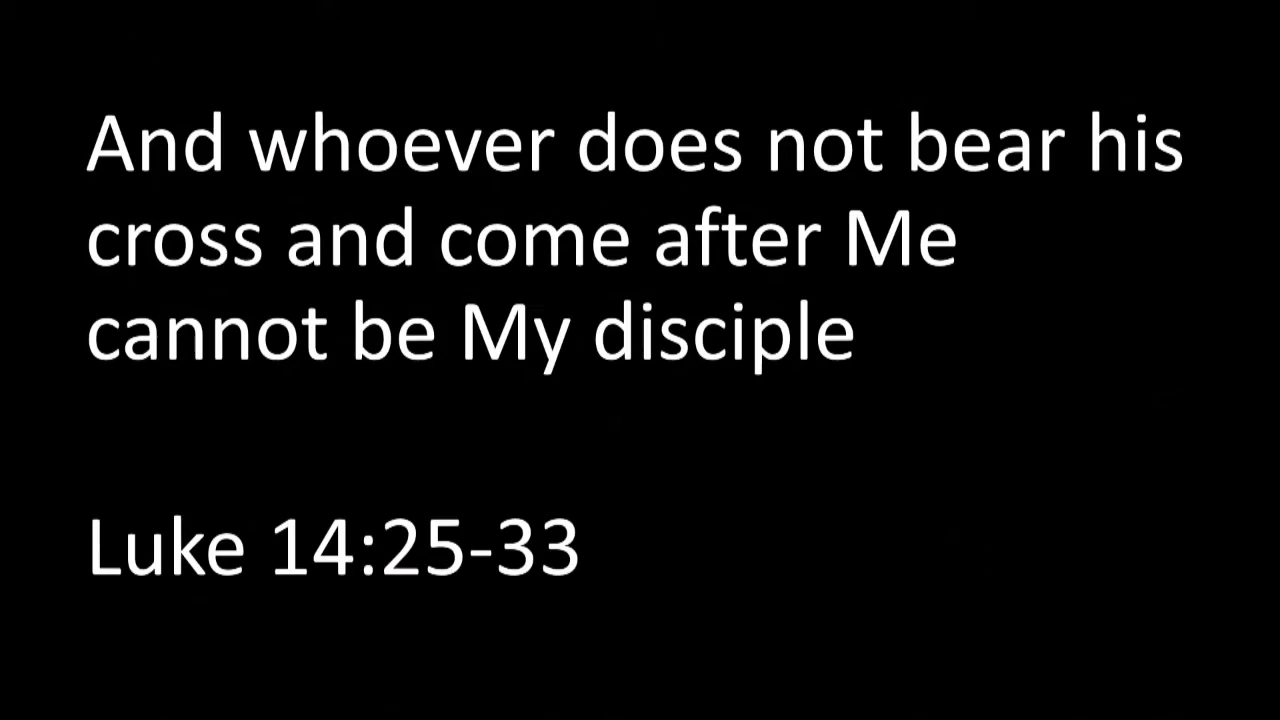 And whoever does not bear his
cross and come after Me
cannot be My disciple
Luke 14:25-33